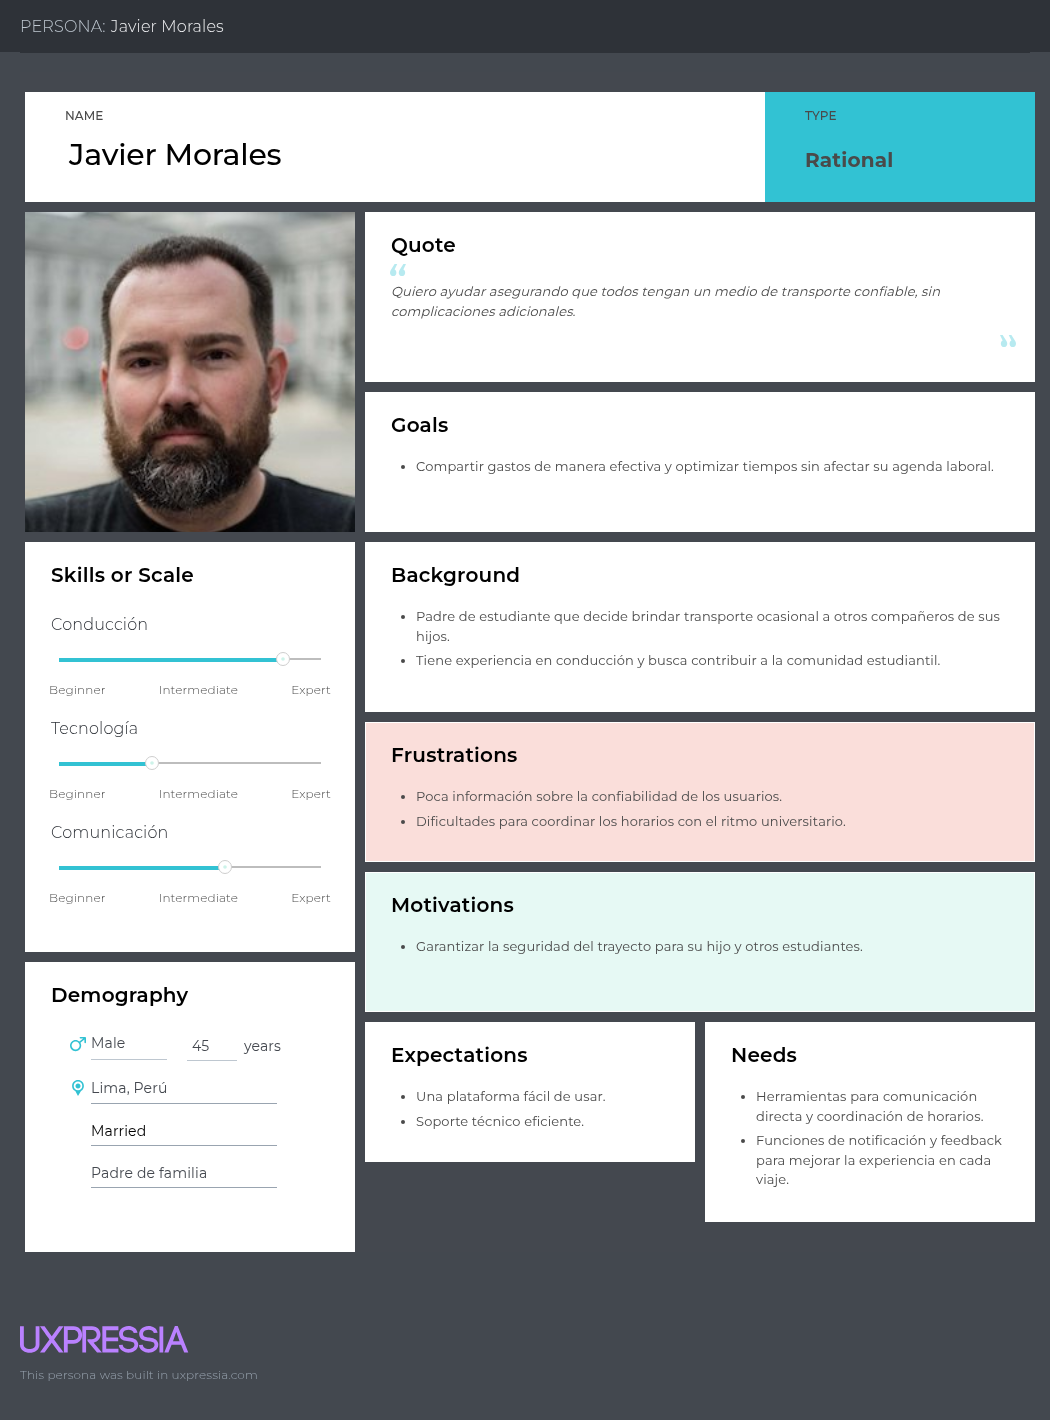 PERSONA: Javier Morales
NAME
Javier Morales
TYPE
Rational
Quote
“
Quiero ayudar asegurando que todos tengan un medio de transporte confiable, sin
complicaciones adicionales.
”
Goals
• Compartir gastos de manera efectiva y optimizar tiempos sin afectar su agenda laboral.
Skills or Scale
Conducción
Beginner Intermediate Expert
Tecnología
Beginner Intermediate Expert
Comunicación
Beginner Intermediate Expert
Background
• Padre de estudiante que decide brindar transporte ocasional a otros compañeros de sus
hijos.
• Tiene experiencia en conducción y busca contribuir a la comunidad estudiantil.
Frustrations
• Poca información sobre la confiabilidad de los usuarios.
• Dificultades para coordinar los horarios con el ritmo universitario.
Motivations
• Garantizar la seguridad del trayecto para su hijo y otros estudiantes.
Demography
Male 45 years
Lima, Perú
Married
Padre de familia
Expectations
• Una plataforma fácil de usar.
• Soporte técnico eficiente.
Needs
• Herramientas para comunicación
directa y coordinación de horarios.
• Funciones de notificación y feedback
para mejorar la experiencia en cada
viaje.
UXPRESSIA
This persona was built in uxpressia.com